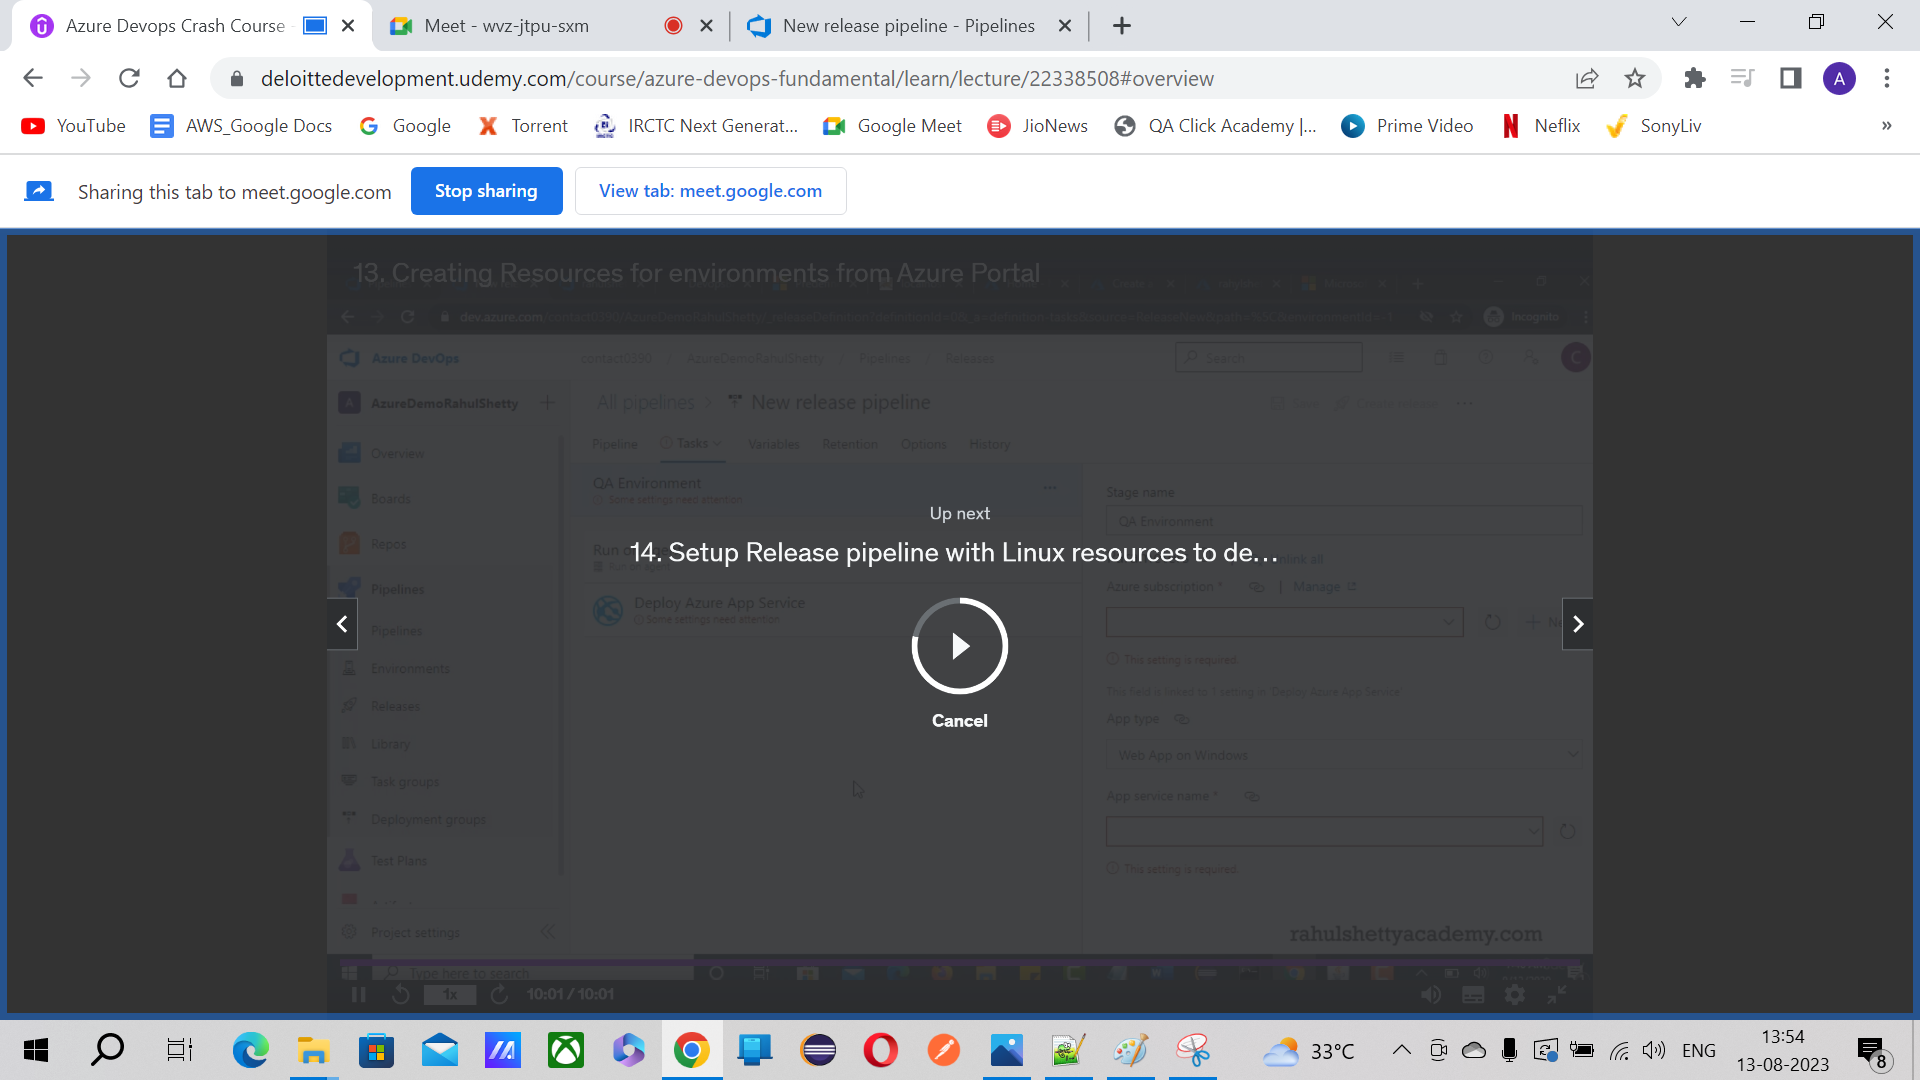 Azure Devops Crash Course
Meet - wvz-jtpu-sxm
New release pipeline - Pipelines
deloittedevelopment.udemy.com/course/azure-devops-fundamental/learn/lecture/22338508#overview
A
YouTube
AWS_Google Docs
Google
Torrent
IRCTC Next Generat...
Google Meet
JioNews
QA Click Academy |...
Prime Video
Neflix
SonyLiv
»
Sharing this tab to meet.google.com
Stop sharing
View tab: meet.google.com
13. Creating Resources for environments from Azure Portal
Incognito
Azure DevOps
contact0390 / AzureDemoRahulShetty / Pipelines / Releases
Search
C
A AzureDemoRahulShetty
All pipelines > New release pipeline
Save Create release
Pipeline Tasks Variables Retention Options History
Overview
Boards
Repos
Pipelines
Pipelines
Environments
Releases
Library
Task groups
Deployment groups
Test Plans
Project settings
QA Environment
Some settings need attention
Deploy Azure App Service
Some settings need attention
Stage name
QA Environment
Azure subscription * | Manage
This setting is required.
This field is linked to 1 setting in 'Deploy Azure App Service'
App type
Web App on Windows
App service name *
This setting is required.
Up next
14. Setup Release pipeline with Linux resources to de...
Cancel
rahulshettyacademy.com
Type here to search
1x
10:01 / 10:01
33°C
ENG
13:54
13-08-2023
8